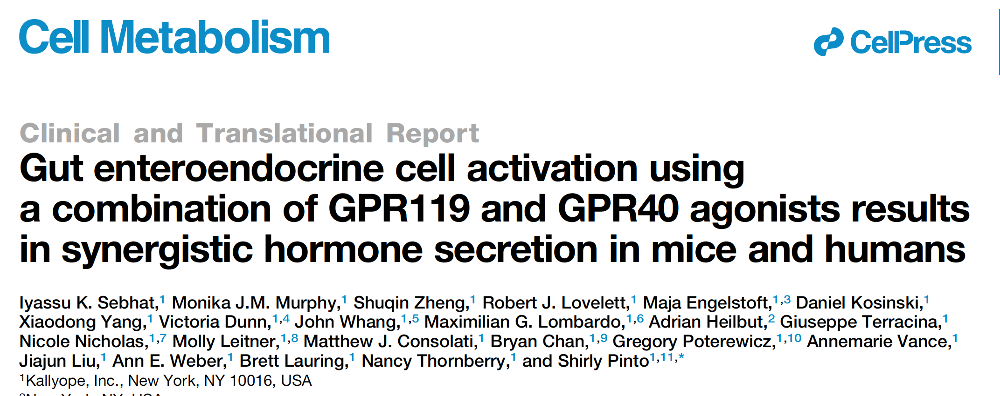 Cell Metabolism
CellPress
Clinical and Translational Report
Gut enteroendocrine cell activation using
a combination of GPR119 and GPR40 agonists results
in synergistic hormone secretion in mice and humans
Iyassu K. Sebhat,1 Monika J.M. Murphy,1 Shuqin Zheng,1 Robert J. Lovelett,1 Maja Engelstoft,1,3 Daniel Kosinski,1
Xiaodong Yang,1 Victoria Dunn,1,4 John Whang,1,5 Maximilian G. Lombardo,1,6 Adrian Heilbut,2 Giuseppe Terracina,1
Nicole Nicholas,1,7 Molly Leitner,1,8 Matthew J. Consolati,1 Bryan Chan,1,9 Gregory Poterewicz,1,10 Annemarie Vance,1
Jiajun Liu,1 Ann E. Weber,1 Brett Lauring,1 Nancy Thornberry,1 and Shirly Pinto1,11,*
1Kallyope, Inc., New York, NY 10016, USA